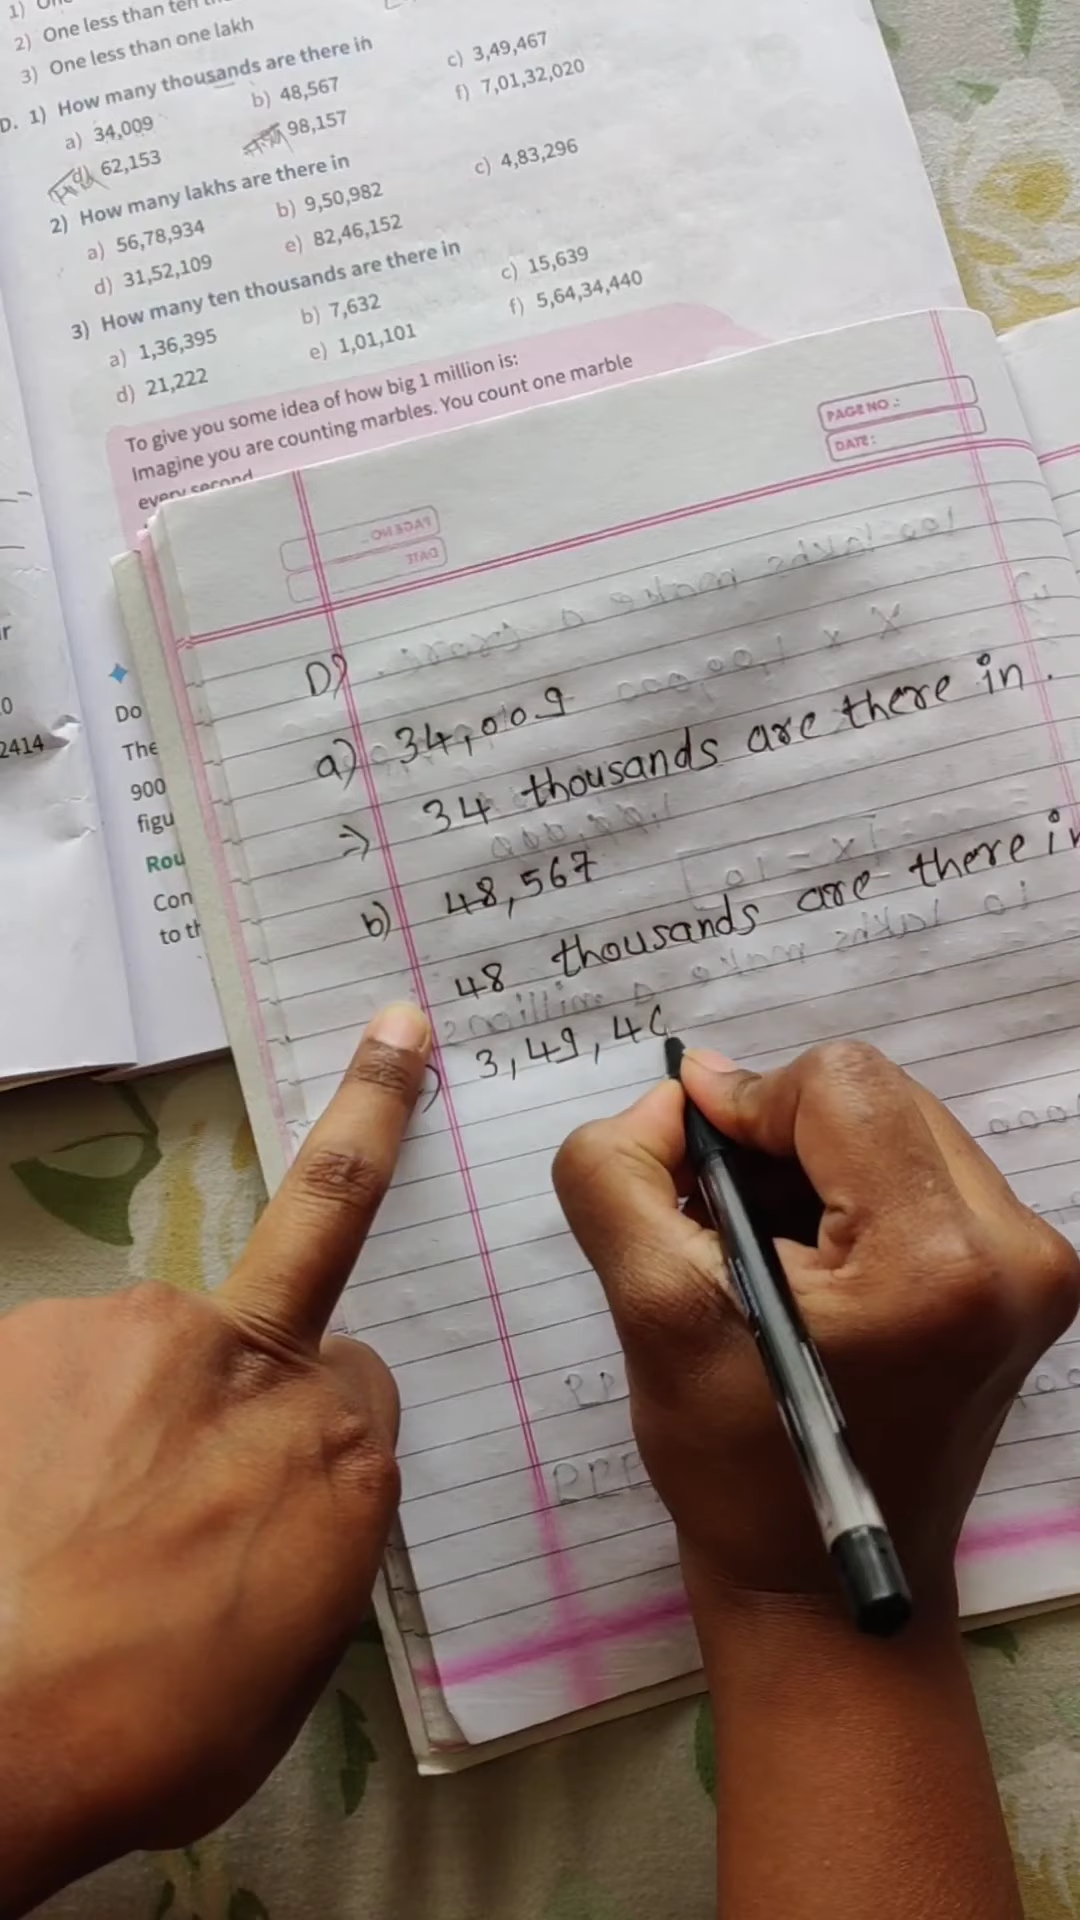 1)
2) One less than ten
3) One less than one lakh
D. 1) How many thousands are there in
a) 34,009 b) 48,567 c) 3,49,467
d) 62,153 98,157 f) 7,01,32,020
2) How many lakhs are there in
a) 56,78,934 b) 9,50,982 c) 4,83,296
d) 31,52,109 e) 82,46,152
3) How many ten thousands are there in
a) 1,36,395 b) 7,632 c) 15,639
d) 21,222 e) 1,01,101 f) 5,64,34,440
To give you some idea of how big 1 million is:
Imagine you are counting marbles. You count one marble
every second
PAGE NO.:
DATE:
2414
Do
The
900
figu
Rou
Con
to th
D)
a) 34,009
⇒ 34 thousands are there in.
b) 48,567
48 thousands are there in
3,49,46